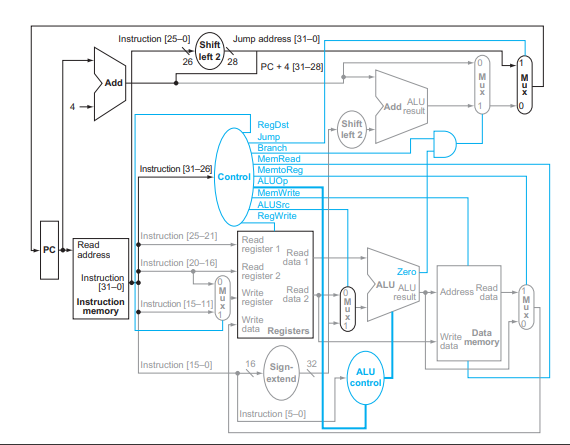 Instruction [25–0]
Shift
left 2
Jump address [31–0]
26
28
PC + 4 [31–28]
Add
4
0
M
u
x
1
1
M
u
x
0
Add
ALU
result
Shift
left 2
RegDst
Jump
Branch
MemRead
MemtoReg
ALUOp
MemWrite
ALUSrc
RegWrite
Instruction [31–26]
Control
PC
Read
address
Instruction
[31–0]
Instruction
memory
Instruction [25–21]
Instruction [20–16]
Instruction [15–11]
0
M
u
x
1
Read
register 1
Read
register 2
Write
register
Write
data
Read
data 1
Read
data 2
Registers
0
M
u
x
1
Zero
ALU
ALU
result
Address
Read
data
Write
data
Data
memory
1
M
u
x
0
Instruction [15–0]
16
Sign-
extend
32
ALU
control
Instruction [5–0]